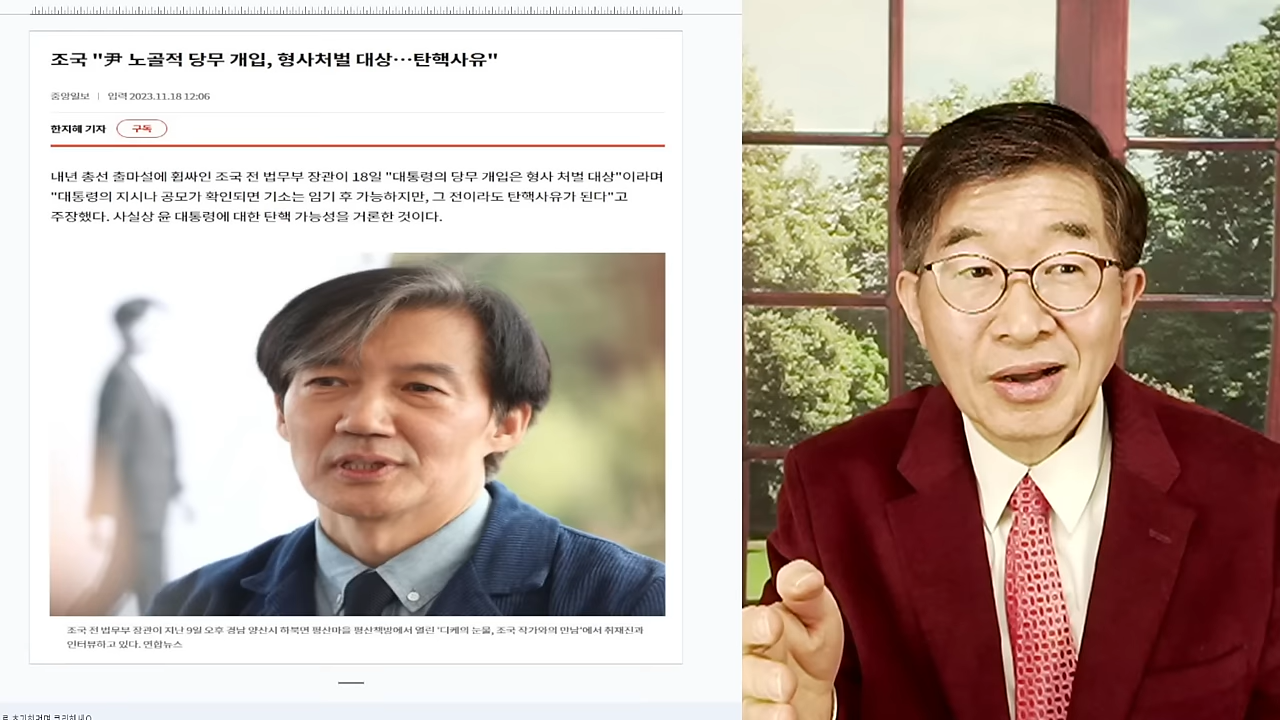 조국 "尹 노골적 당무 개입, 형사처벌 대상…탄핵사유"
중앙일보 | 입력 2023.11.18 12:06
한지혜 기자 구독
내년 총선 출마설에 휩싸인 조국 전 법무부 장관이 18일 "대통령의 당무 개입은 형사 처벌 대상"이라며
"대통령의 지시나 공모가 확인되면 기소는 임기 후 가능하지만, 그 전이라도 탄핵사유가 된다"고
주장했다. 사실상 윤 대통령에 대한 탄핵 가능성을 거론한 것이다.
조국 전 법무부 장관이 지난 9일 오후 경남 양산시 하북면 평산마을 평산책방에서 열린 '디케의 눈물, 조국 작가와의 만남'에서 취재진과
인터뷰하고 있다. 연합뉴스